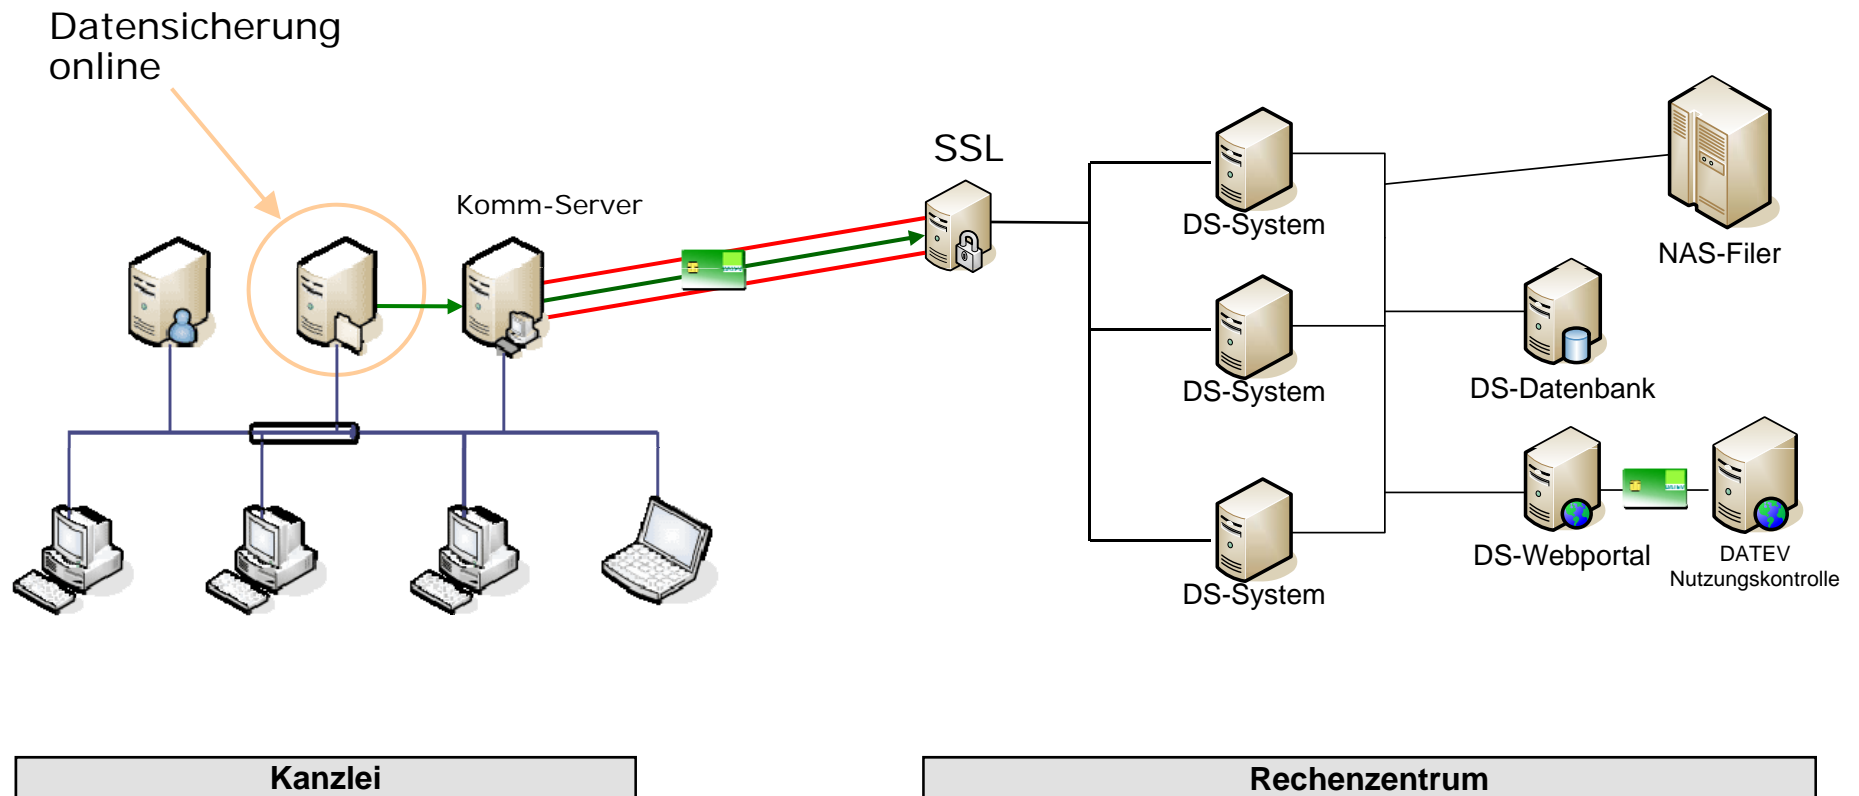 Datensicherung
online
SSL
Komm-Server
DS-System
NAS-Filer
DS-System
DS-Datenbank
DS-System
DS-Webportal
DATEV
Nutzungskontrolle
Kanzlei
Rechenzentrum